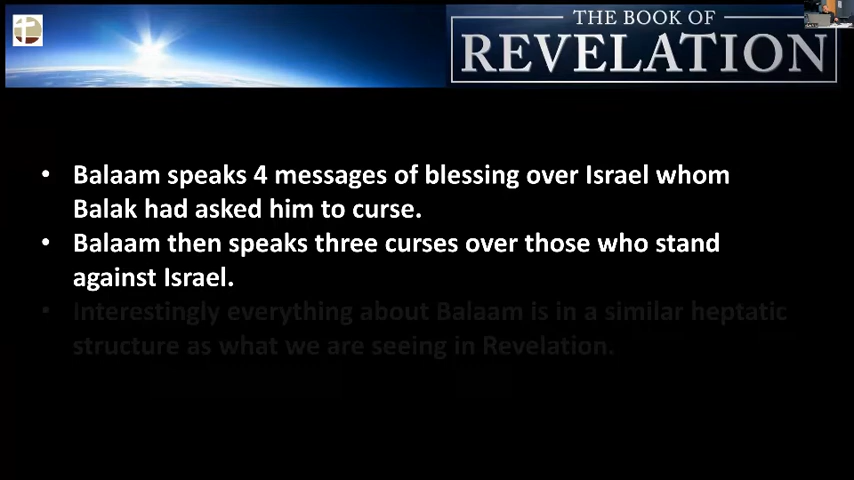 THE BOOK OF
REVELATION
• Balaam speaks 4 messages of blessing over Israel whom
Balak had asked him to curse.
• Balaam then speaks three curses over those who stand
against Israel.
• Interestingly everything about Balaam is in a similar heptatic
structure as what we are seeing in Revelation.